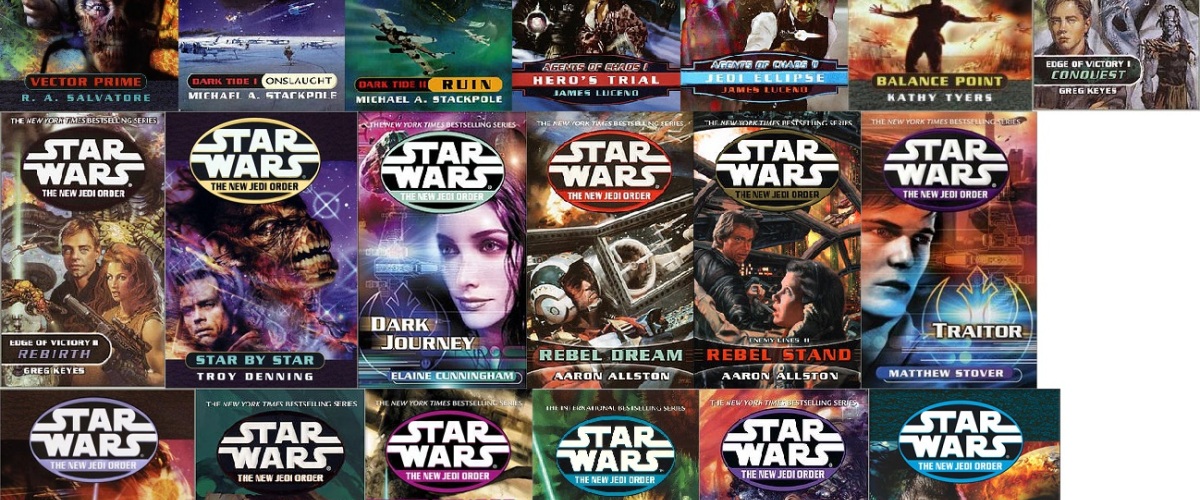 VECTOR PRIME
R. A. SALVATORE
DARK TIDE I ONSLAUGHT
MICHAEL A. STACKPOLE
DARK TIDE II RUIN
MICHAEL A. STACKPOLE
AGENTS OF CHAOS I
HERO'S TRIAL
JAMES LUCENO
AGENTS OF CHAOS II
JEDI ECLIPSE
JAMES LUCENO
BALANCE POINT
KATHY TYERS
EDGE OF VICTORY I
CONQUEST
GREG KEYES
THE NEW YORK TIMES BESTSELLING SERIES
STAR
WARS
THE NEW JEDI ORDER
EDGE OF VICTORY II
REBIRTH
GREG KEYES
STAR
WARS
THE NEW JEDI ORDER
STAR BY STAR
TROY DENNING
THE NEW YORK TIMES BESTSELLING SERIES
STAR
WARS
THE NEW JEDI ORDER
DARK
JOURNEY
ELAINE CUNNINGHAM
THE NEW YORK TIMES BESTSELLING SERIES
STAR
WARS
THE NEW JEDI ORDER
REBEL DREAM
AARON ALLSTON
THE NEW YORK TIMES BESTSELLING SERIES
STAR
WARS
THE NEW JEDI ORDER
ENEMY LINES II
REBEL STAND
AARON ALLSTON
THE NEW YORK TIMES BESTSELLING SERIES
STAR
WARS
THE NEW JEDI ORDER
TRAITOR
MATTHEW STOVER
STAR
WARS
THE NEW JEDI ORDER
THE NEW YORK TIMES BESTSELLING SERIES
STAR
WARS
THE NEW JEDI ORDER
THE NEW YORK TIMES BESTSELLING SERIES
STAR
WARS
THE NEW JEDI ORDER
THE INTERNATIONAL BESTSELLING SERIES
STAR
WARS
THE NEW JEDI ORDER
THE NEW YORK TIMES BESTSELLING SERIES
STAR
WARS
THE NEW JEDI ORDER
STAR
WARS
THE NEW JEDI ORDER